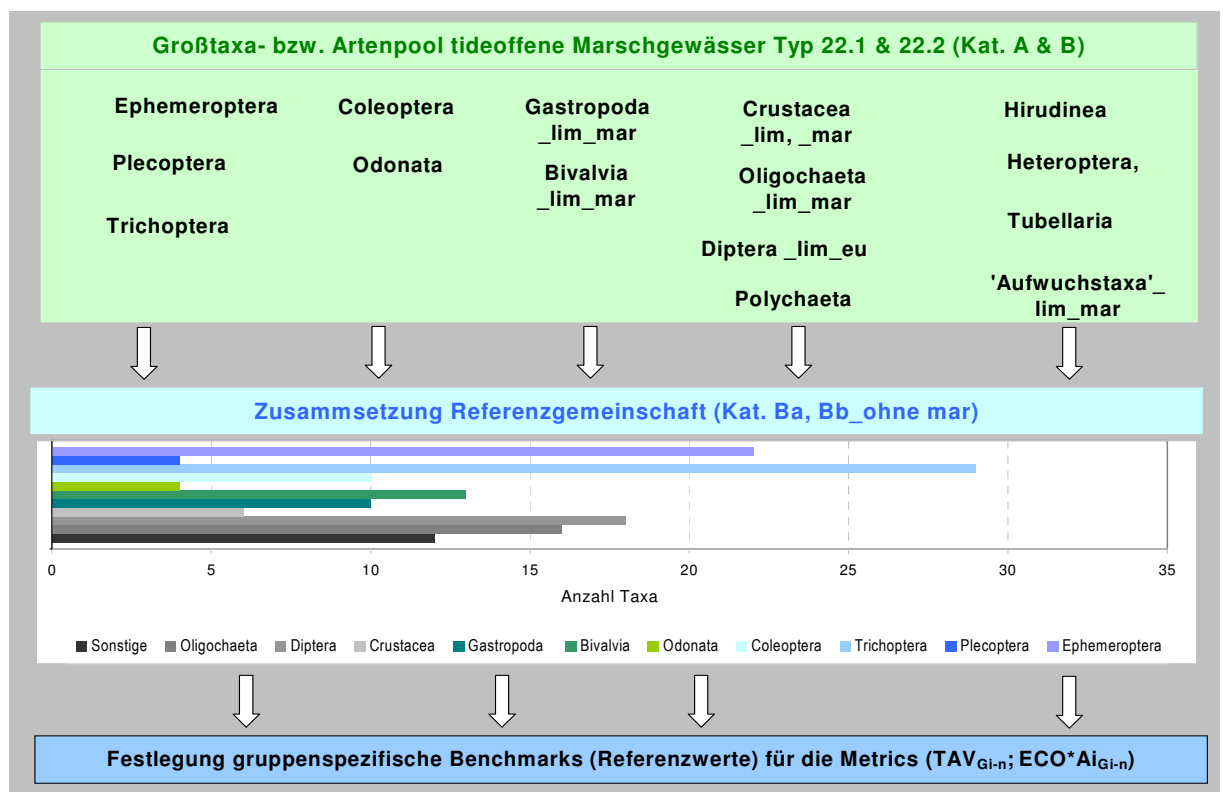 Großtaxa- bzw. Artenpool tideoffene Marschgewässer Typ 22.1 & 22.2 (Kat. A & B)
Ephemeroptera
Plecoptera
Trichoptera
Coleoptera
Odonata
Gastropoda
_lim_mar
Bivalvia
_lim_mar
Crustacea
_lim, _mar
Oligochaeta
_lim_mar
Diptera _lim_eu
Polychaeta
Hirudinea
Heteroptera,
Tubellaria
'Aufwuchstaxa'_
lim_mar
Zusammsetzung Referenzgemeinschaft (Kat. Ba, Bb_ohne mar)
0 5 10 15 20 25 30 35
Anzahl Taxa
Sonstige Oligochaeta Diptera Crustacea Gastropoda Bivalvia Odonata Coleoptera Trichoptera Plecoptera Ephemeroptera
Festlegung gruppenspezifische Benchmarks (Referenzwerte) für die Metrics (TAVGi-n; ECO*AiGi-n)